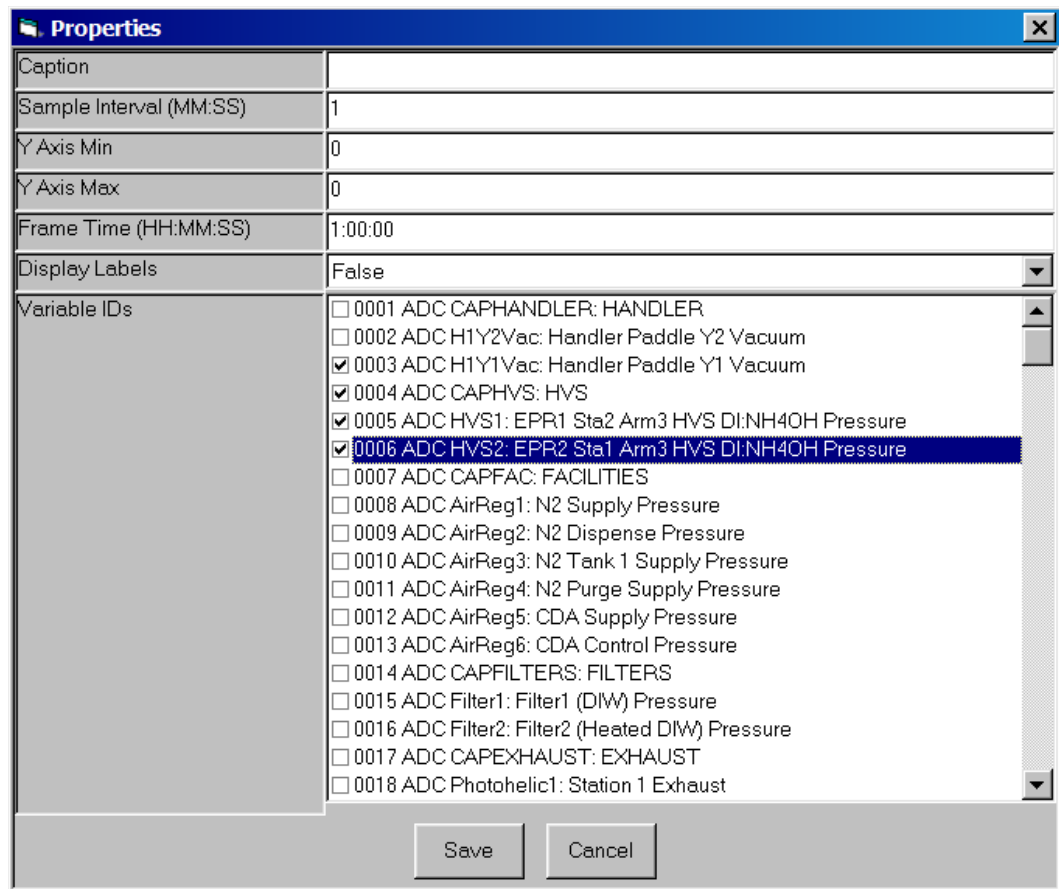 Properties
Caption
Sample Interval (MM:SS) 1
Y Axis Min 0
Y Axis Max 0
Frame Time (HH:MM:SS) 1:00:00
Display Labels False
Variable IDs
0001 ADC CAPHANDLER: HANDLER
0002 ADC H1Y2Vac: Handler Paddle Y2 Vacuum
0003 ADC H1Y1Vac: Handler Paddle Y1 Vacuum
0004 ADC CAPHVS: HVS
0005 ADC HVS1: EPR1 Sta2 Arm3 HVS DI:NH4OH Pressure
0006 ADC HVS2: EPR2 Sta1 Arm3 HVS DI:NH4OH Pressure
0007 ADC CAPFAC: FACILITIES
0008 ADC AirReg1: N2 Supply Pressure
0009 ADC AirReg2: N2 Dispense Pressure
0010 ADC AirReg3: N2 Tank 1 Supply Pressure
0011 ADC AirReg4: N2 Purge Supply Pressure
0012 ADC AirReg5: CDA Supply Pressure
0013 ADC AirReg6: CDA Control Pressure
0014 ADC CAPFILTERS: FILTERS
0015 ADC Filter1: Filter1 (DIW) Pressure
0016 ADC Filter2: Filter2 (Heated DIW) Pressure
0017 ADC CAPEXHAUST: EXHAUST
0018 ADC Photohelic1: Station 1 Exhaust
Save Cancel